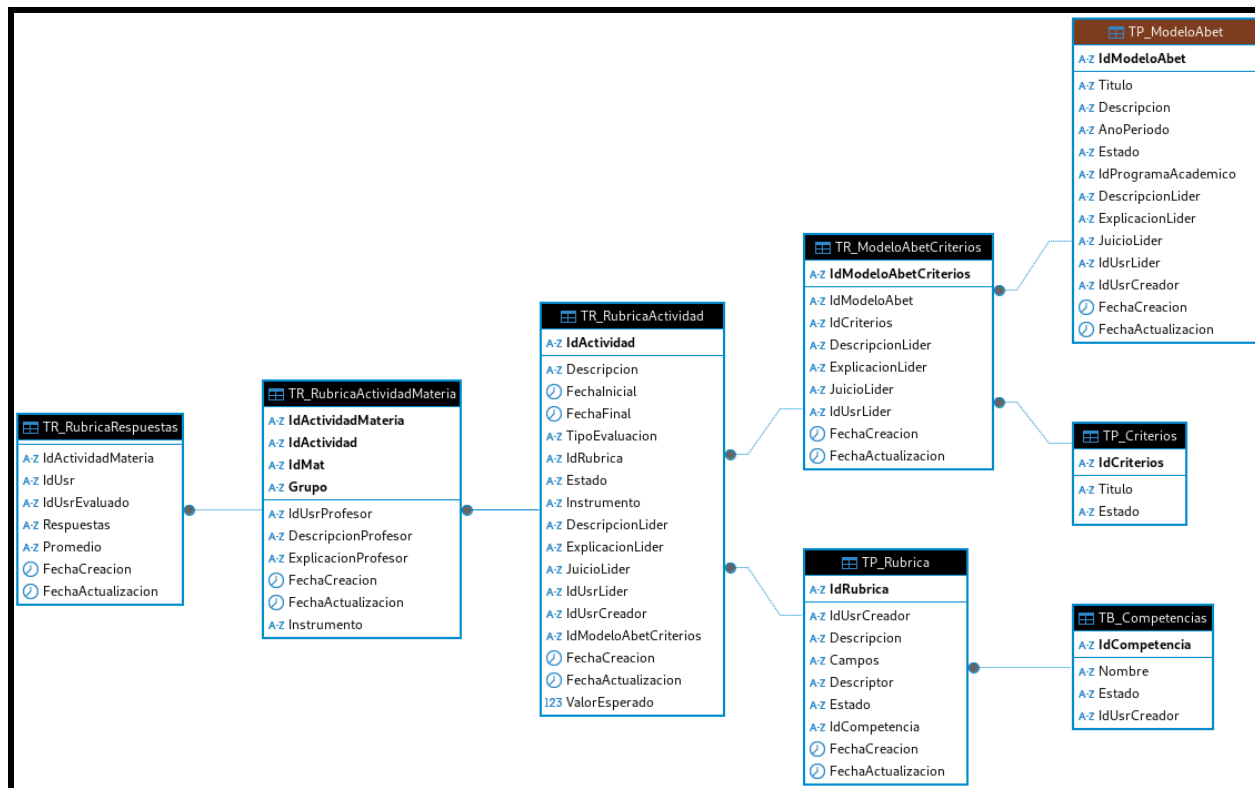 TP_ModeloAbet
A-Z IdModeloAbet
A-Z Titulo
A-Z Descripcion
A-Z AnoPeriodo
A-Z Estado
A-Z IdProgramaAcademico
A-Z DescripcionLider
A-Z ExplicacionLider
A-Z JuicioLider
A-Z IdUsrLider
A-Z IdUsrCreador
FechaCreacion
FechaActualizacion
TR_ModeloAbetCriterios
A-Z IdModeloAbetCriterios
A-Z IdModeloAbet
A-Z IdCriterios
A-Z DescripcionLider
A-Z ExplicacionLider
A-Z JuicioLider
A-Z IdUsrLider
FechaCreacion
FechaActualizacion
TR_RubricaActividad
A-Z IdActividad
A-Z Descripcion
FechaInicial
FechaFinal
A-Z TipoEvaluacion
A-Z IdRubrica
A-Z Estado
A-Z Instrumento
A-Z DescripcionLider
A-Z ExplicacionLider
A-Z JuicioLider
A-Z IdUsrLider
A-Z IdUsrCreador
A-Z IdModeloAbetCriterios
FechaCreacion
FechaActualizacion
123 ValorEsperado
TR_RubricaActividadMateria
A-Z IdActividadMateria
A-Z IdActividad
A-Z IdMat
A-Z Grupo
A-Z IdUsrProfesor
A-Z DescripcionProfesor
A-Z ExplicacionProfesor
FechaCreacion
FechaActualizacion
A-Z Instrumento
TR_RubricaRespuestas
A-Z IdActividadMateria
A-Z IdUsr
A-Z IdUsrEvaluado
A-Z Respuestas
A-Z Promedio
FechaCreacion
FechaActualizacion
TP_Criterios
A-Z IdCriterios
A-Z Titulo
A-Z Estado
TP_Rubrica
A-Z IdRubrica
A-Z IdUsrCreador
A-Z Descripcion
A-Z Campos
A-Z Descriptor
A-Z Estado
A-Z IdCompetencia
FechaCreacion
FechaActualizacion
TB_Competencias
A-Z IdCompetencia
A-Z Nombre
A-Z Estado
A-Z IdUsrCreador